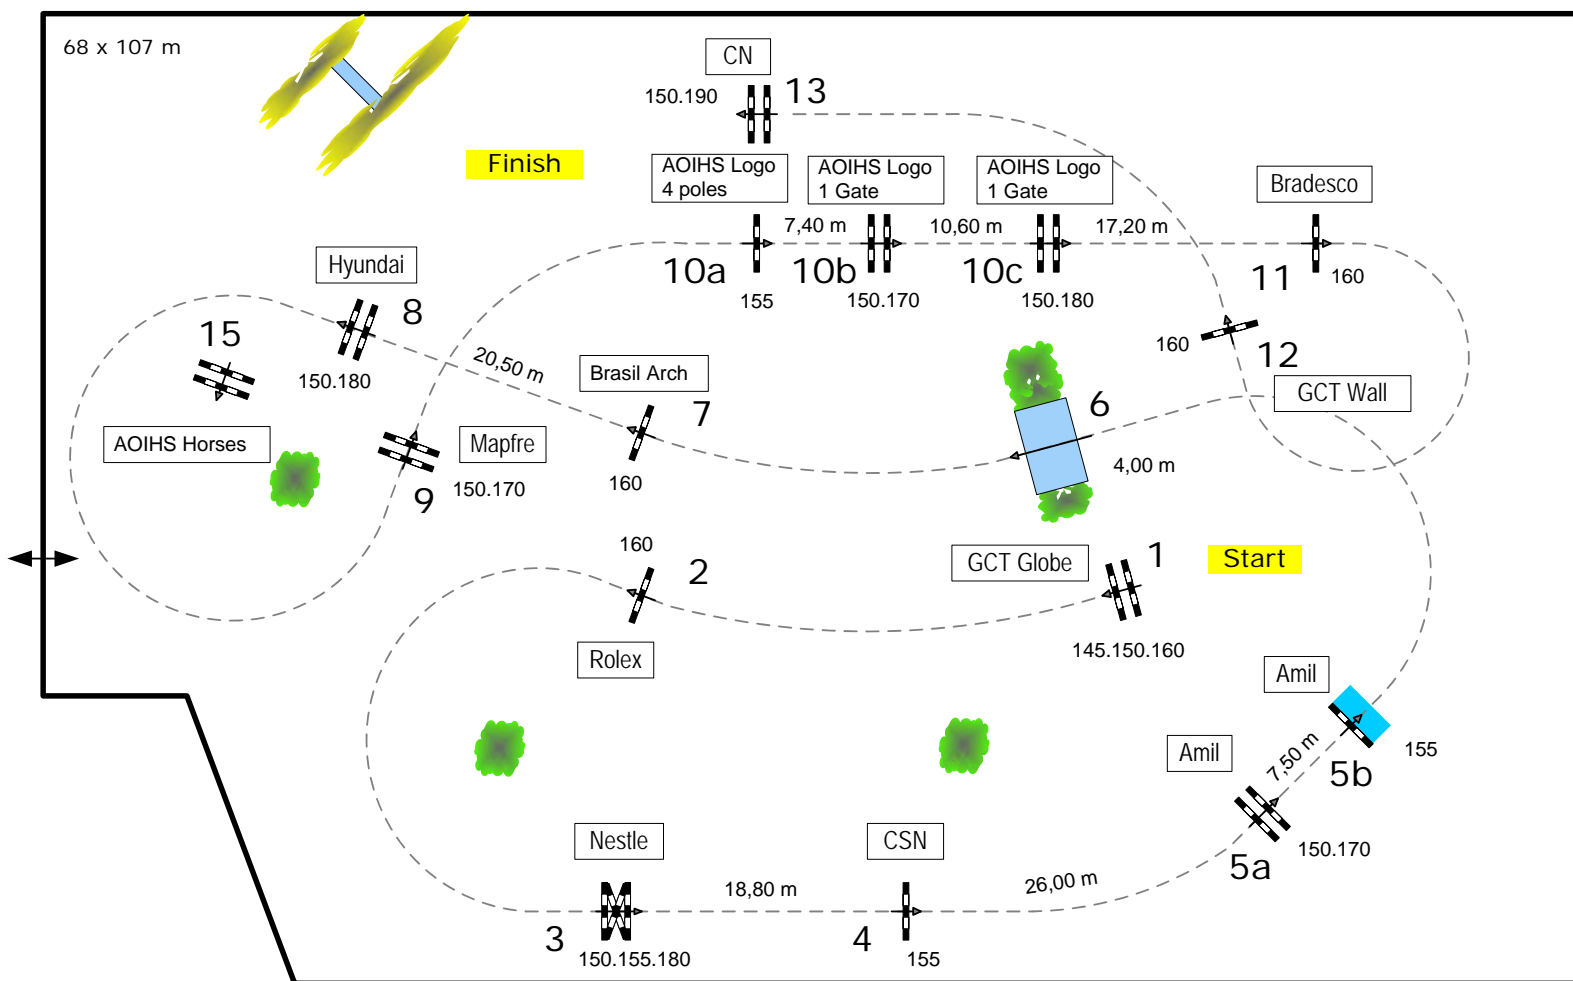 68 x 107 m
CN
150.190
13
Finish
AOIHS Logo
4 poles
AOIHS Logo
1 Gate
AOIHS Logo
1 Gate
Bradesco
7,40 m
10,60 m
17,20 m
10a
10b
10c
11
155
150.170
150.180
160
Hyundai
8
15
150.180
20,50 m
Brasil Arch
7
160
6
4,00 m
160
12
GCT Wall
AOIHS Horses
Mapfre
150.170
9
160
2
Rolex
GCT Globe
1
Start
145.150.160
Amil
155
5b
7,50 m
Amil
150.170
5a
Nestle
CSN
18,80 m
26,00 m
3
150.155.180
4
155